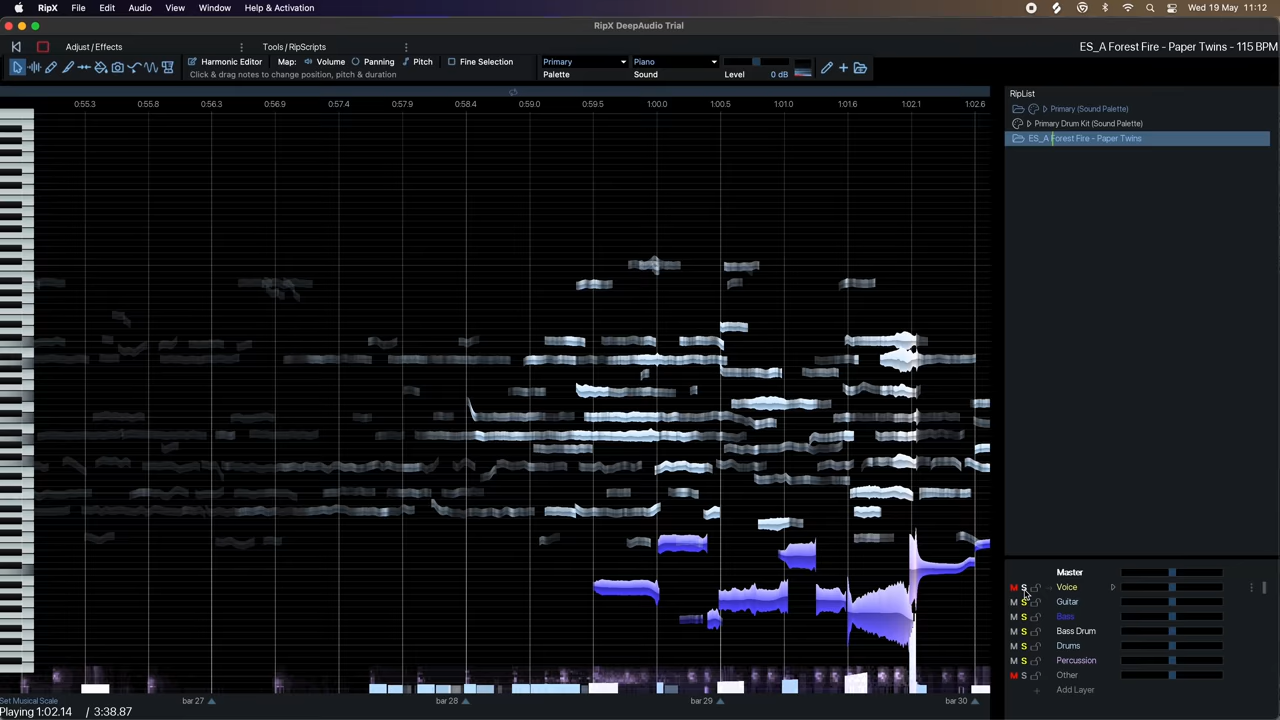 RipX File Edit Audio View Window Help & Activation Wed 19 May 11:12
RipX DeepAudio Trial
Adjust / Effects Tools / RipScripts ES_A Forest Fire - Paper Twins - 115 BPM
Harmonic Editor Map: Volume Panning Pitch Fine Selection Primary Piano
Click & drag notes to change position, pitch & duration Palette Sound Level 0 dB
0:55.3 0:55.8 0:56.3 0:56.9 0:57.4 0:57.9 0:58.4 0:59.0 0:59.5 1:00.0 1:00.5 1:01.0 1:01.6 1:02.1 1:02.6
RipList
Primary (Sound Palette)
Primary Drum Kit (Sound Palette)
ES_A Forest Fire - Paper Twins
Master
M S Voice
M S Guitar
M S Bass
M S Bass Drum
M S Drums
M S Percussion
M S Other
+ Add Layer
Set Musical Scale bar 27 bar 28 bar 29 bar 30
Playing 1:02.14 / 3:38.87